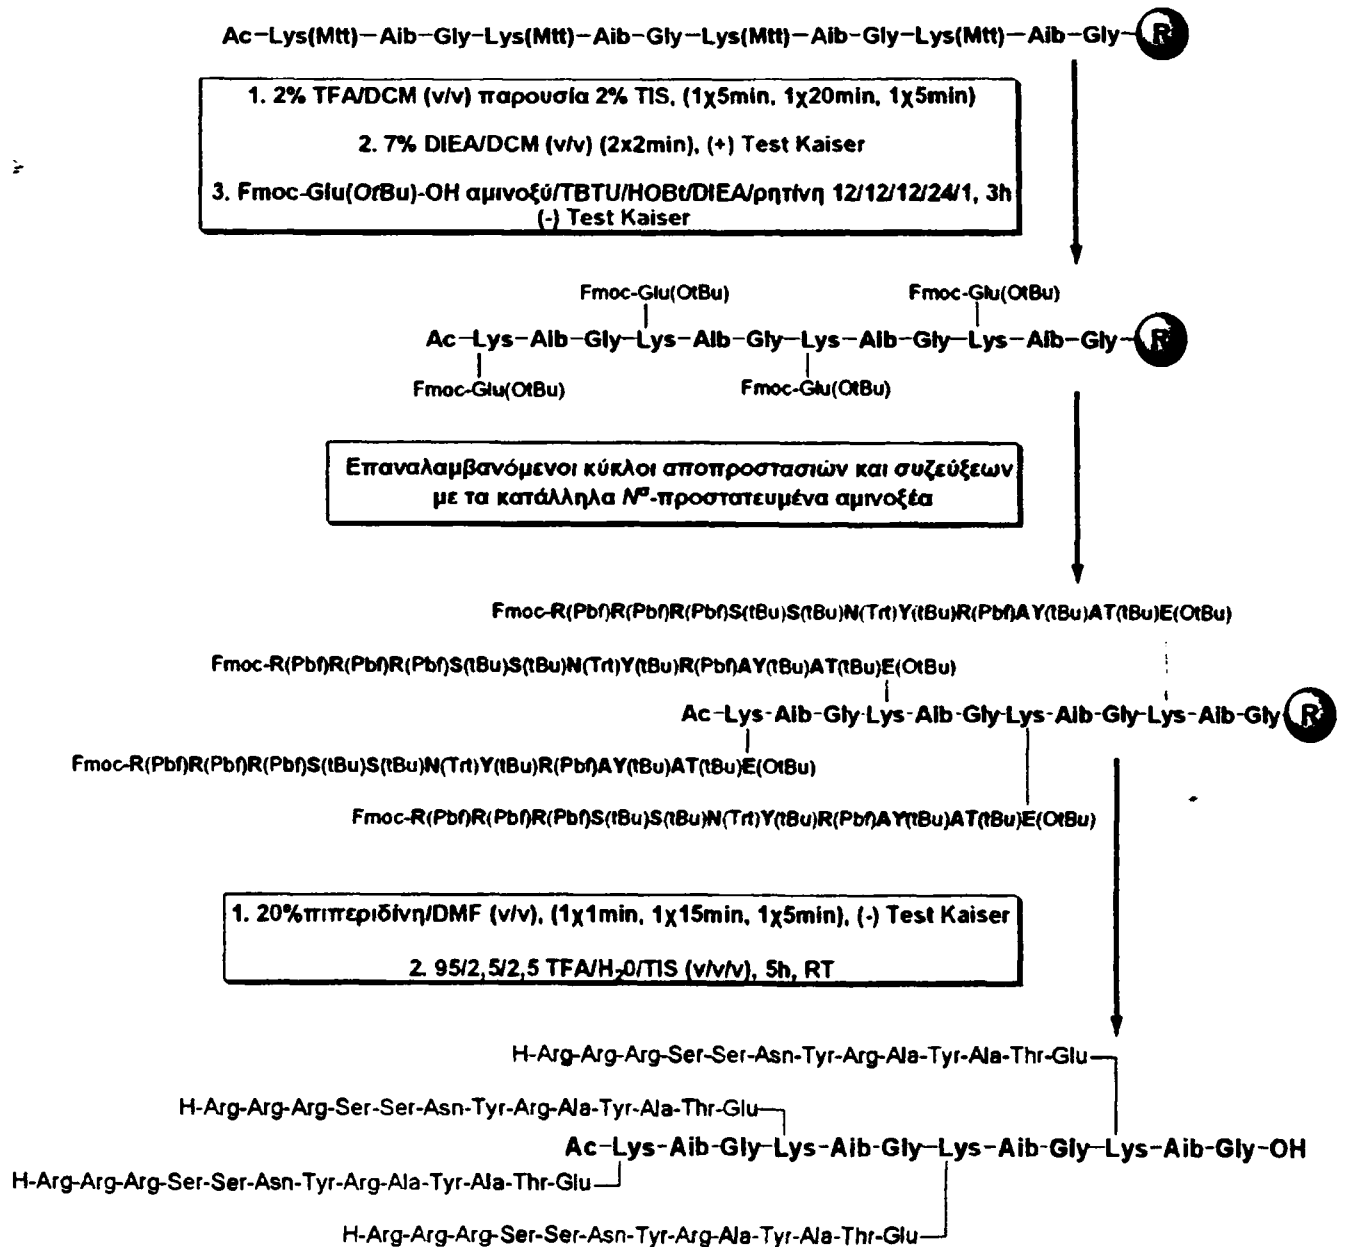 Ac–Lys(Mtt)–Aib–Gly–Lys(Mtt)–Aib–Gly–Lys(Mtt)–Aib–Gly–Lys(Mtt)–Aib–Gly–R
1. 2% TFA/DCM (v/v) παρουσία 2% TIS, (1χ5min, 1χ20min, 1χ5min)
2. 7% DIEA/DCM (v/v) (2x2min), (+) Test Kaiser
3. Fmoc-Glu(OtBu)-OH αμινοξύ/TBTU/HOBt/DIEA/ρητίνη 12/12/12/24/1, 3h
(-) Test Kaiser
Fmoc-Glu(OtBu) Fmoc-Glu(OtBu)
Ac–Lys–Aib–Gly–Lys–Aib–Gly–Lys–Aib–Gly–Lys–Aib–Gly–R
Fmoc-Glu(OtBu) Fmoc-Glu(OtBu)
Επαναλαμβανόμενοι κύκλοι αποπροστασιών και συζεύξεων
με τα κατάλληλα Nα-προστατευμένα αμινοξέα
Fmoc-R(Pbf)R(Pbf)R(Pbf)S(tBu)S(tBu)N(Trt)Y(tBu)R(Pbf)AY(tBu)AT(tBu)E(OtBu)
Fmoc-R(Pbf)R(Pbf)R(Pbf)S(tBu)S(tBu)N(Trt)Y(tBu)R(Pbf)AY(tBu)AT(tBu)E(OtBu)
Ac–Lys-Aib-Gly-Lys-Aib-Gly-Lys-Aib-Gly-Lys-Aib-Gly R
Fmoc-R(Pbf)R(Pbf)R(Pbf)S(tBu)S(tBu)N(Trt)Y(tBu)R(Pbf)AY(tBu)AT(tBu)E(OtBu)
Fmoc-R(Pbf)R(Pbf)R(Pbf)S(tBu)S(tBu)N(Trt)Y(tBu)R(Pbf)AY(tBu)AT(tBu)E(OtBu)
1. 20%πιπεριδίνη/DMF (v/v), (1χ1min, 1χ15min, 1χ5min), (-) Test Kaiser
2. 95/2,5/2,5 TFA/H₂0/TIS (v/v/v), 5h, RT
H-Arg-Arg-Arg-Ser-Ser-Asn-Tyr-Arg-Ala-Tyr-Ala-Thr-Glu
H-Arg-Arg-Arg-Ser-Ser-Asn-Tyr-Arg-Ala-Tyr-Ala-Thr-Glu
Ac–Lys–Aib–Gly–Lys–Aib–Gly–Lys–Aib–Gly–Lys–Aib–Gly–OH
H-Arg-Arg-Arg-Ser-Ser-Asn-Tyr-Arg-Ala-Tyr-Ala-Thr-Glu
H-Arg-Arg-Arg-Ser-Ser-Asn-Tyr-Arg-Ala-Tyr-Ala-Thr-Glu